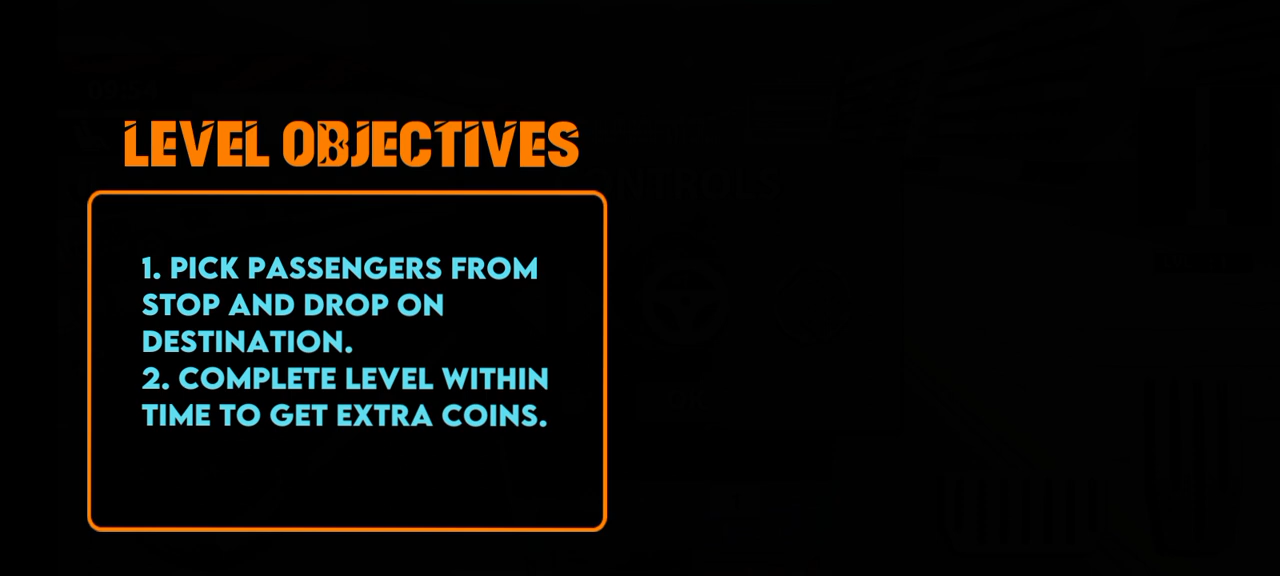 LEVEL OBJECTIVES
1. PICK PASSENGERS FROM
STOP AND DROP ON
DESTINATION.
2. COMPLETE LEVEL WITHIN
TIME TO GET EXTRA COINS.